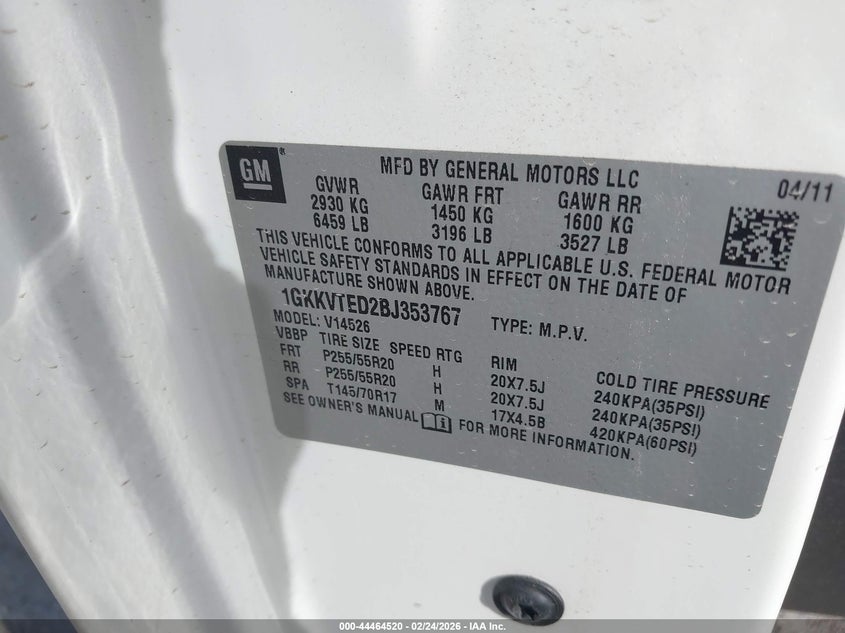 GM
MFD BY GENERAL MOTORS LLC
04/11
GVWR GAWR FRT GAWR RR
2930 KG 1450 KG 1600 KG
6459 LB 3196 LB 3527 LB
THIS VEHICLE CONFORMS TO ALL APPLICABLE U.S. FEDERAL MOTOR
VEHICLE SAFETY STANDARDS IN EFFECT ON THE DATE OF
MANUFACTURE SHOWN ABOVE.
1GKKVTED2BJ353767 TYPE: M.P.V.
MODEL: V14526
VBBP TIRE SIZE SPEED RTG RIM COLD TIRE PRESSURE
FRT P255/55R20 H 20X7.5J 240KPA(35PSI)
RR P255/55R20 H 20X7.5J 240KPA(35PSI)
SPA T145/70R17 M 17X4.5B 420KPA(60PSI)
SEE OWNER'S MANUAL FOR MORE INFORMATION.
000-44464520 - 02/24/2026 - IAA Inc.